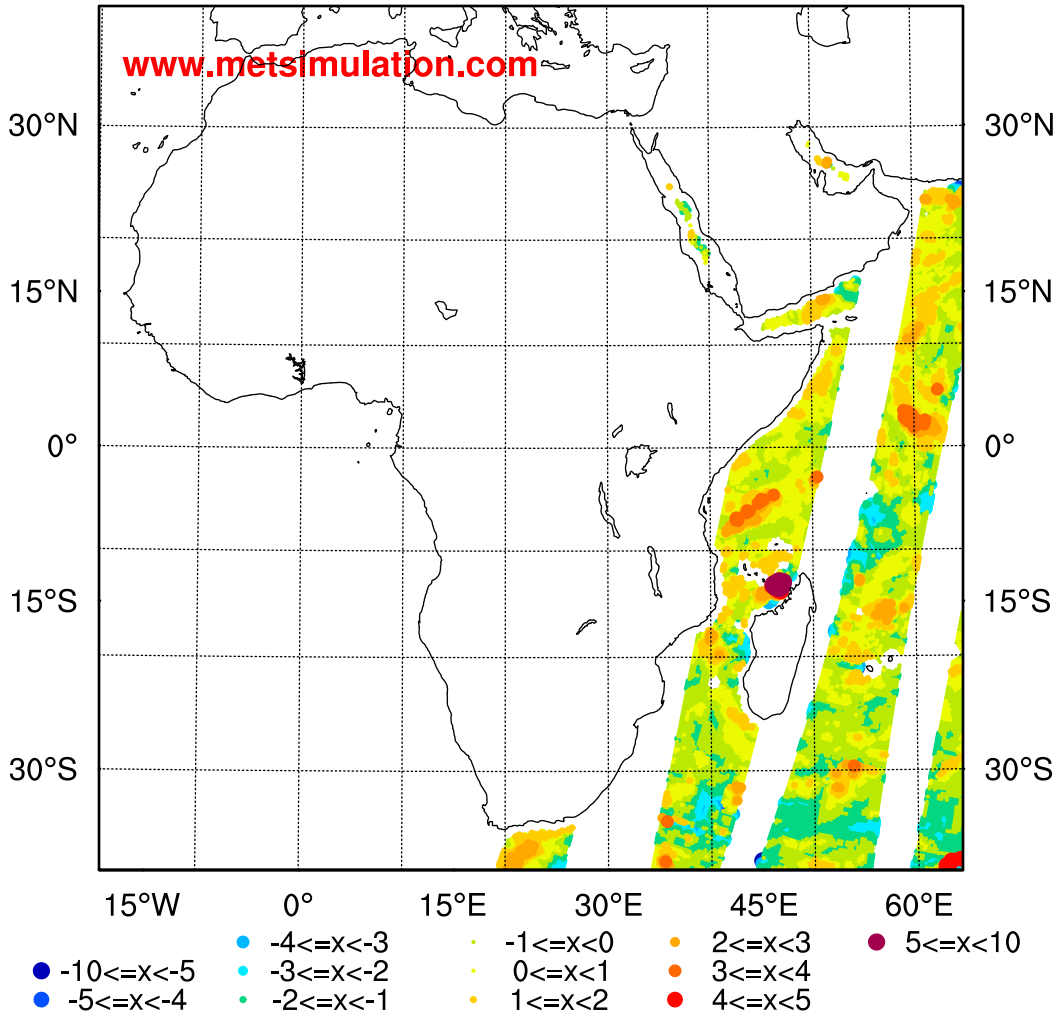 www.metsimulation.com
30°N 30°N
15°N 15°N
0° 0°
15°S 15°S
30°S 30°S
15°W 0° 15°E 30°E 45°E 60°E
-4<=x<-3 -1<=x<0 2<=x<3 5<=x<10
-10<=x<-5 -3<=x<-2 0<=x<1 3<=x<4
-5<=x<-4 -2<=x<-1 1<=x<2 4<=x<5